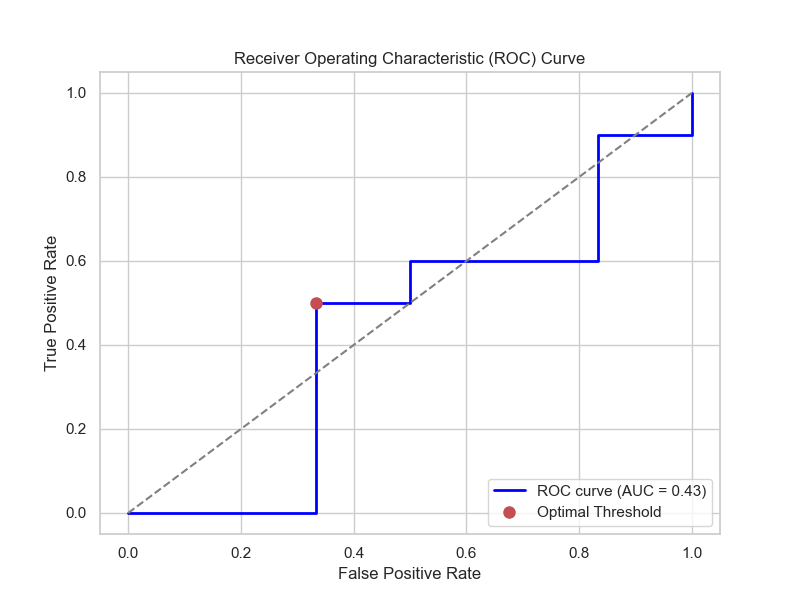 Receiver Operating Characteristic (ROC) Curve
True Positive Rate
1.0
0.8
0.6
0.4
0.2
0.0
ROC curve (AUC = 0.43)
Optimal Threshold
0.0 0.2 0.4 0.6 0.8 1.0
False Positive Rate